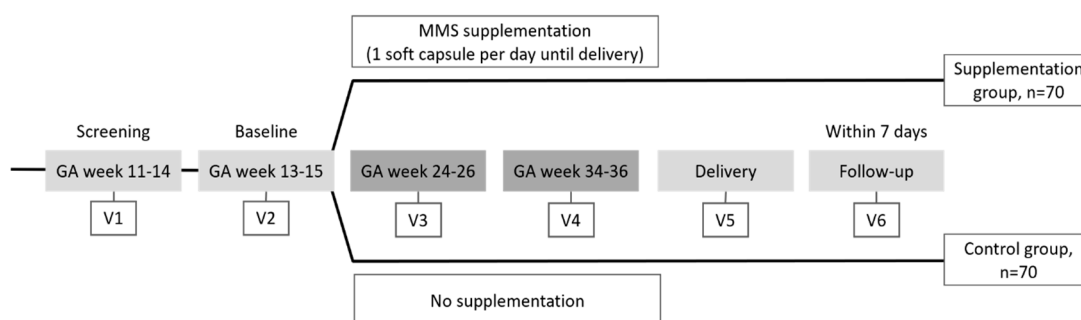 MMS supplementation
(1 soft capsule per day until delivery)
Supplementation
group, n=70
Screening
Baseline
Within 7 days
GA week 11-14
GA week 13-15
GA week 24-26
GA week 34-36
Delivery
Follow-up
V1
V2
V3
V4
V5
V6
Control group,
n=70
No supplementation